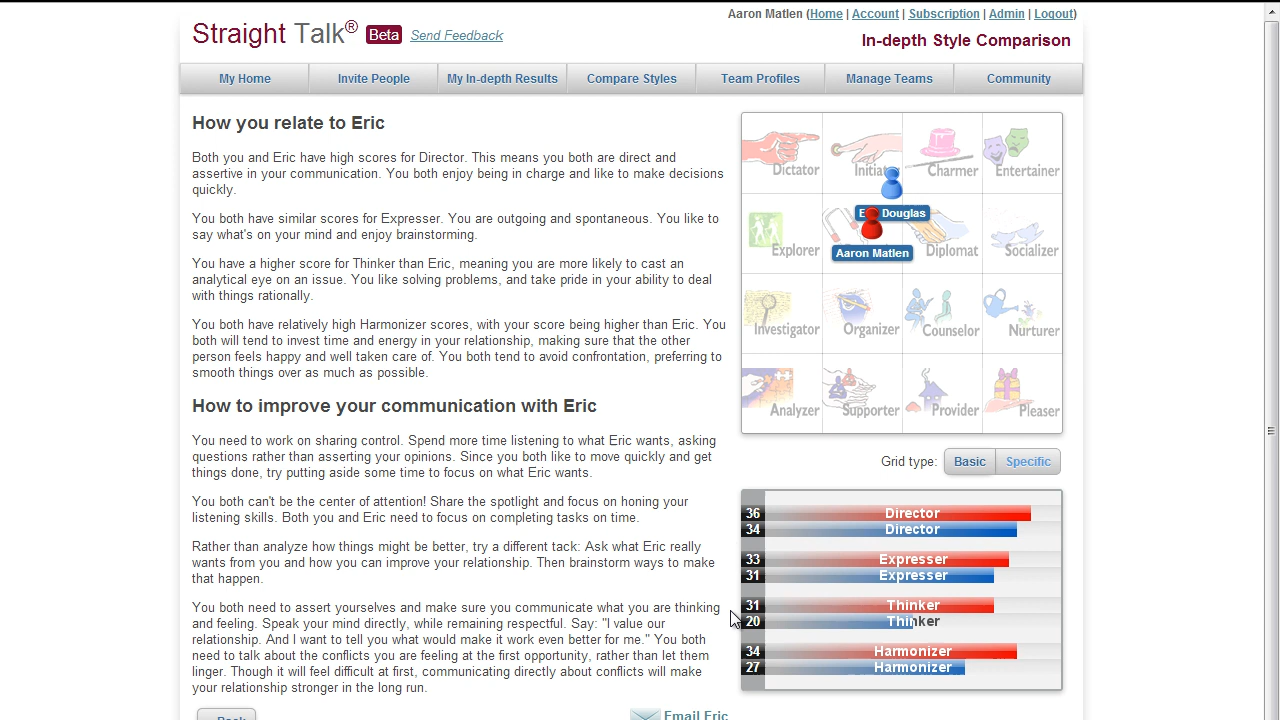 Aaron Matlen (Home | Account | Subscription | Admin | Logout)
Straight Talk® Beta Send Feedback
In-depth Style Comparison
My Home Invite People My In-depth Results Compare Styles Team Profiles Manage Teams Community
How you relate to Eric
Both you and Eric have high scores for Director. This means you both are direct and
assertive in your communication. You both enjoy being in charge and like to make decisions
quickly.
You both have similar scores for Expresser. You are outgoing and spontaneous. You like to
say what's on your mind and enjoy brainstorming.
You have a higher score for Thinker than Eric, meaning you are more likely to cast an
analytical eye on an issue. You like solving problems, and take pride in your ability to deal
with things rationally.
You both have relatively high Harmonizer scores, with your score being higher than Eric. You
both will tend to invest time and energy in your relationship, making sure that the other
person feels happy and well taken care of. You both tend to avoid confrontation, preferring to
smooth things over as much as possible.
How to improve your communication with Eric
You need to work on sharing control. Spend more time listening to what Eric wants, asking
questions rather than asserting your opinions. Since you both like to move quickly and get
things done, try putting aside some time to focus on what Eric wants.
You both can't be the center of attention! Share the spotlight and focus on honing your
listening skills. Both you and Eric need to focus on completing tasks on time.
Rather than analyze how things might be better, try a different tack: Ask what Eric really
wants from you and how you can improve your relationship. Then brainstorm ways to make
that happen.
You both need to assert yourselves and make sure you communicate what you are thinking
and feeling. Speak your mind directly, while remaining respectful. Say: "I value our
relationship. And I want to tell you what would make it work even better for me." You both
need to talk about the conflicts you are feeling at the first opportunity, rather than let them
linger. Though it will feel difficult at first, communicating directly about conflicts will make
your relationship stronger in the long run.
Back
Email Eric
Dictator Charmer Entertainer
Douglas
Explorer Diplomat Socializer
Aaron Matlen
Investigator Organizer Counselor Nurturer
Analyzer Supporter Provider Pleaser
Grid type: Basic Specific
36 Director
34 Director
33 Expresser
31 Expresser
31 Thinker
20 Thinker
34 Harmonizer
27 Harmonizer